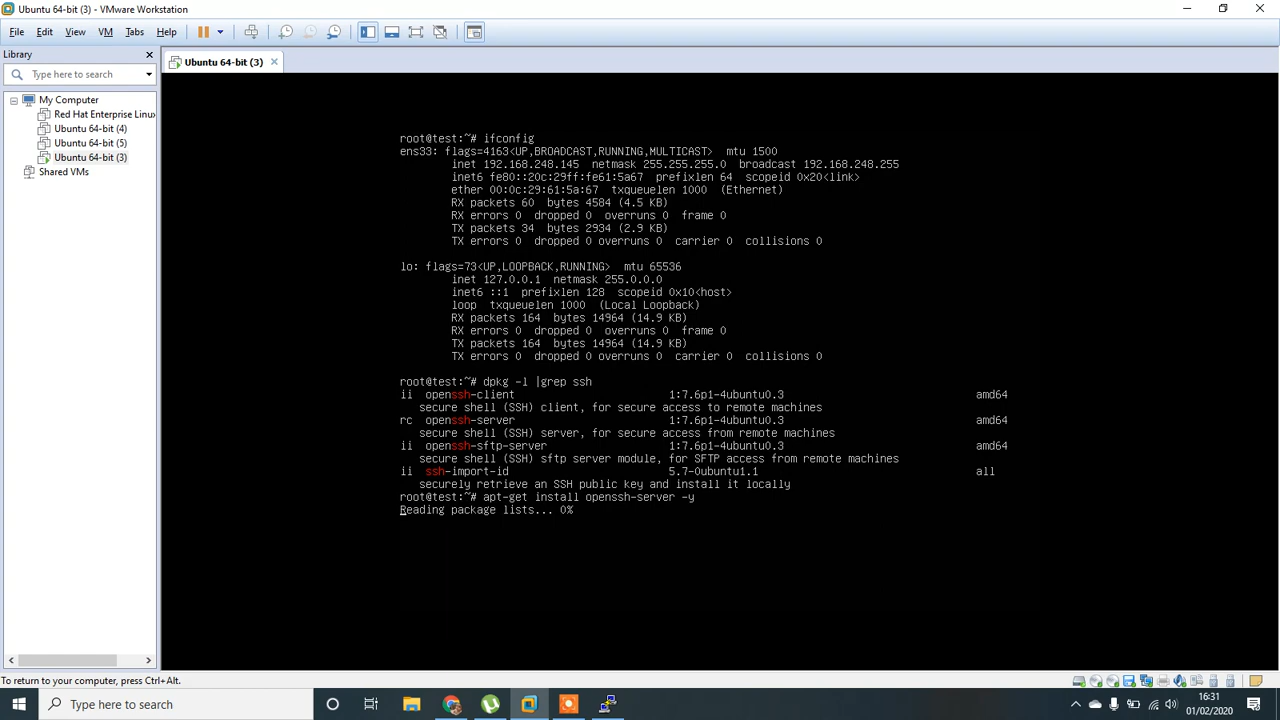 Ubuntu 64-bit (3) - VMware Workstation
File Edit View VM Tabs Help
Library
Type here to search
My Computer
Red Hat Enterprise Linu
Ubuntu 64-bit (4)
Ubuntu 64-bit (5)
Ubuntu 64-bit (3)
Shared VMs
Ubuntu 64-bit (3)
root@test:~# ifconfig
ens33: flags=4163<UP,BROADCAST,RUNNING,MULTICAST> mtu 1500
inet 192.168.248.145 netmask 255.255.255.0 broadcast 192.168.248.255
inet6 fe80::20c:29ff:fe61:5a67 prefixlen 64 scopeid 0x20<link>
ether 00:0c:29:61:5a:67 txqueuelen 1000 (Ethernet)
RX packets 60 bytes 4584 (4.5 KB)
RX errors 0 dropped 0 overruns 0 frame 0
TX packets 34 bytes 2934 (2.9 KB)
TX errors 0 dropped 0 overruns 0 carrier 0 collisions 0
lo: flags=73<UP,LOOPBACK,RUNNING> mtu 65536
inet 127.0.0.1 netmask 255.0.0.0
inet6 ::1 prefixlen 128 scopeid 0x10<host>
loop txqueuelen 1000 (Local Loopback)
RX packets 164 bytes 14964 (14.9 KB)
RX errors 0 dropped 0 overruns 0 frame 0
TX packets 164 bytes 14964 (14.9 KB)
TX errors 0 dropped 0 overruns 0 carrier 0 collisions 0
root@test:~# dpkg -l |grep ssh
ii openssh-client 1:7.6p1-4ubuntu0.3 amd64
secure shell (SSH) client, for secure access to remote machines
rc openssh-server 1:7.6p1-4ubuntu0.3 amd64
secure shell (SSH) server, for secure access from remote machines
ii openssh-sftp-server 1:7.6p1-4ubuntu0.3 amd64
secure shell (SSH) sftp server module, for SFTP access from remote machines
ii ssh-import-id 5.7-0ubuntu1.1 all
securely retrieve an SSH public key and install it locally
root@test:~# apt-get install openssh-server -y
Reading package lists... 0%
To return to your computer, press Ctrl+Alt.
Type here to search
16:31
01/02/2020